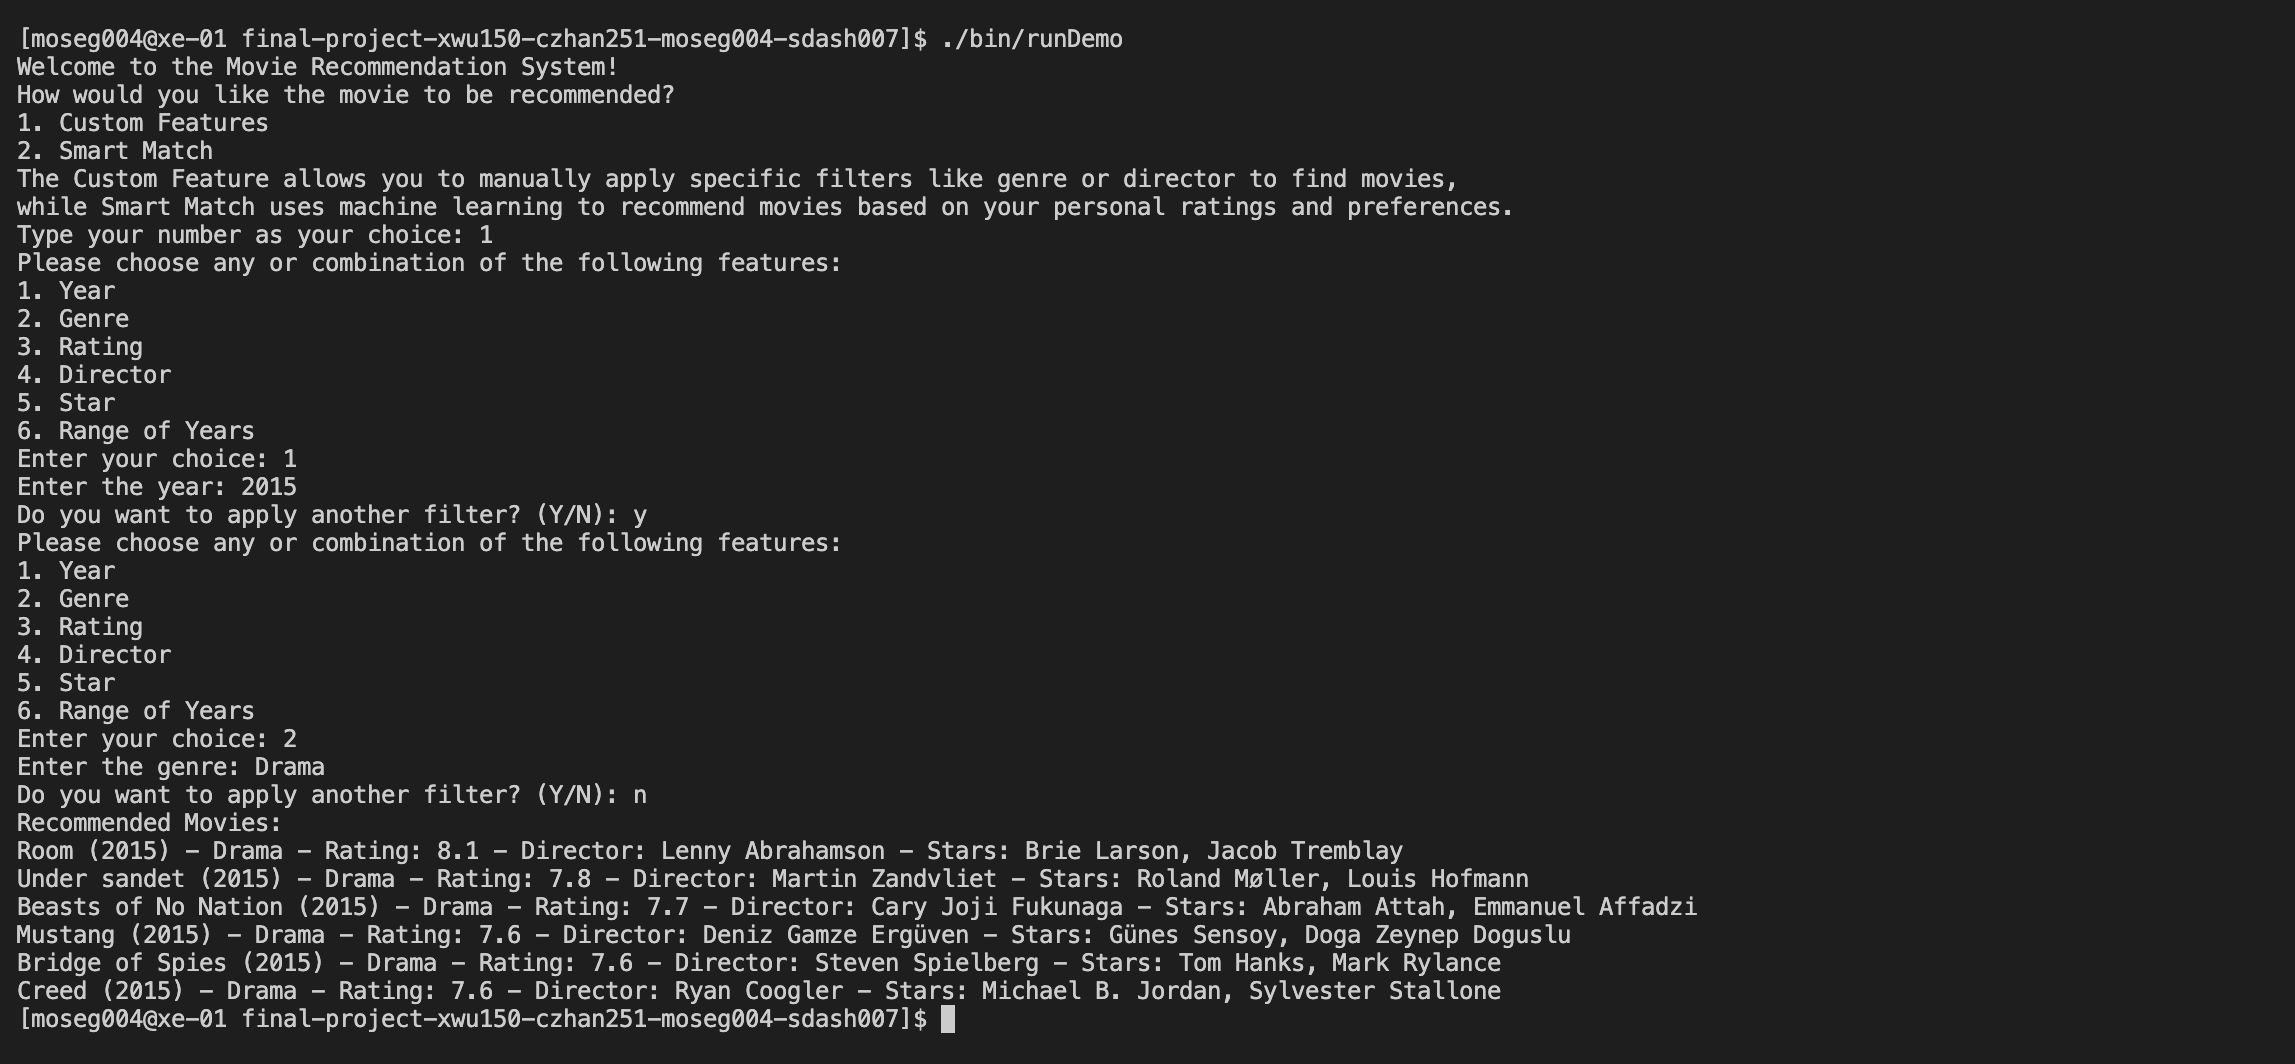 [moseg004@xe-01 final-project-xwu150-czhan251-moseg004-sdash007]$ ./bin/runDemo
Welcome to the Movie Recommendation System!
How would you like the movie to be recommended?
1. Custom Features
2. Smart Match
The Custom Feature allows you to manually apply specific filters like genre or director to find movies,
while Smart Match uses machine learning to recommend movies based on your personal ratings and preferences.
Type your number as your choice: 1
Please choose any or combination of the following features:
1. Year
2. Genre
3. Rating
4. Director
5. Star
6. Range of Years
Enter your choice: 1
Enter the year: 2015
Do you want to apply another filter? (Y/N): y
Please choose any or combination of the following features:
1. Year
2. Genre
3. Rating
4. Director
5. Star
6. Range of Years
Enter your choice: 2
Enter the genre: Drama
Do you want to apply another filter? (Y/N): n
Recommended Movies:
Room (2015) - Drama - Rating: 8.1 - Director: Lenny Abrahamson - Stars: Brie Larson, Jacob Tremblay
Under sandet (2015) - Drama - Rating: 7.8 - Director: Martin Zandvliet - Stars: Roland Møller, Louis Hofmann
Beasts of No Nation (2015) - Drama - Rating: 7.7 - Director: Cary Joji Fukunaga - Stars: Abraham Attah, Emmanuel Affadzi
Mustang (2015) - Drama - Rating: 7.6 - Director: Deniz Gamze Ergüven - Stars: Günes Sensoy, Doga Zeynep Doguslu
Bridge of Spies (2015) - Drama - Rating: 7.6 - Director: Steven Spielberg - Stars: Tom Hanks, Mark Rylance
Creed (2015) - Drama - Rating: 7.6 - Director: Ryan Coogler - Stars: Michael B. Jordan, Sylvester Stallone
[moseg004@xe-01 final-project-xwu150-czhan251-moseg004-sdash007]$